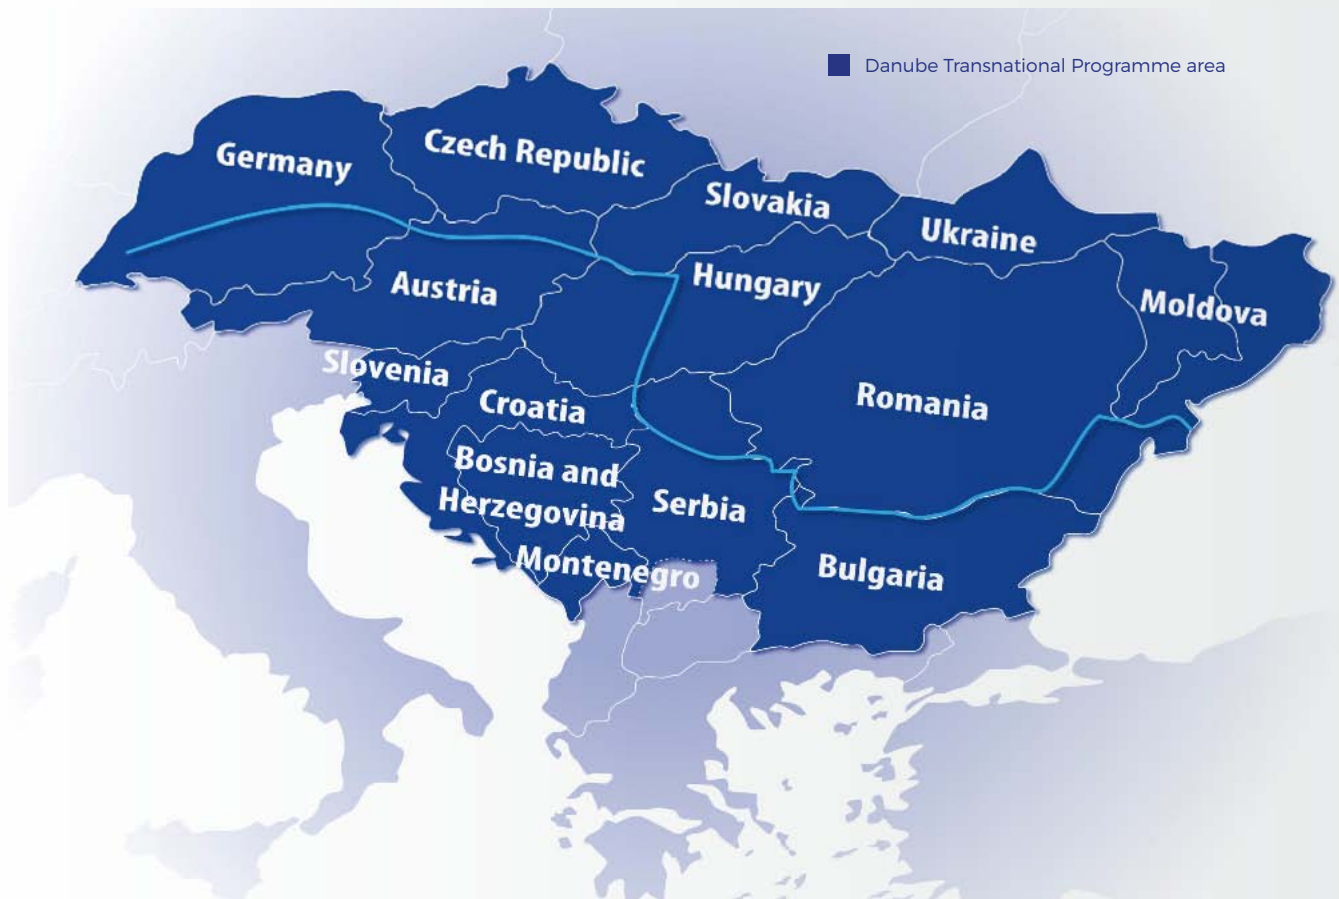 Danube Transnational Programme area
Germany
Czech Republic
Slovakia
Ukraine
Austria
Hungary
Moldova
Slovenia
Croatia
Romania
Bosnia and
Herzegovina
Serbia
Montenegro
Bulgaria